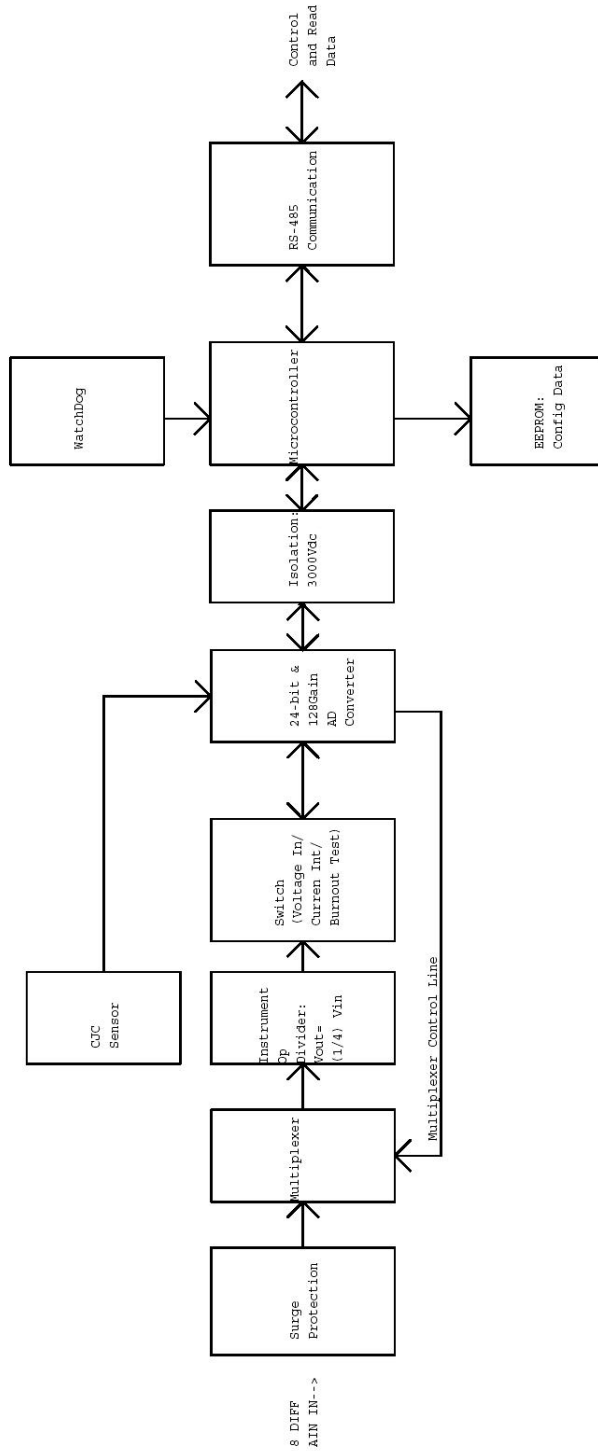 8 DIFF
AIN IN-->
Surge
Protection
Multiplexer
Instrument
Op
Divider:
Vout=
(1/4) Vin
Switch
(Voltage In/
Curren Int/
Burnout Test)
24-bit &
128Gain
AD
Converter
Isolation:
3000Vdc
Microcontroller
RS-485
Communication
Control
and Read
Data
CJC
Sensor
WatchDog
Multiplexer Control Line
EEPROM:
Config Data